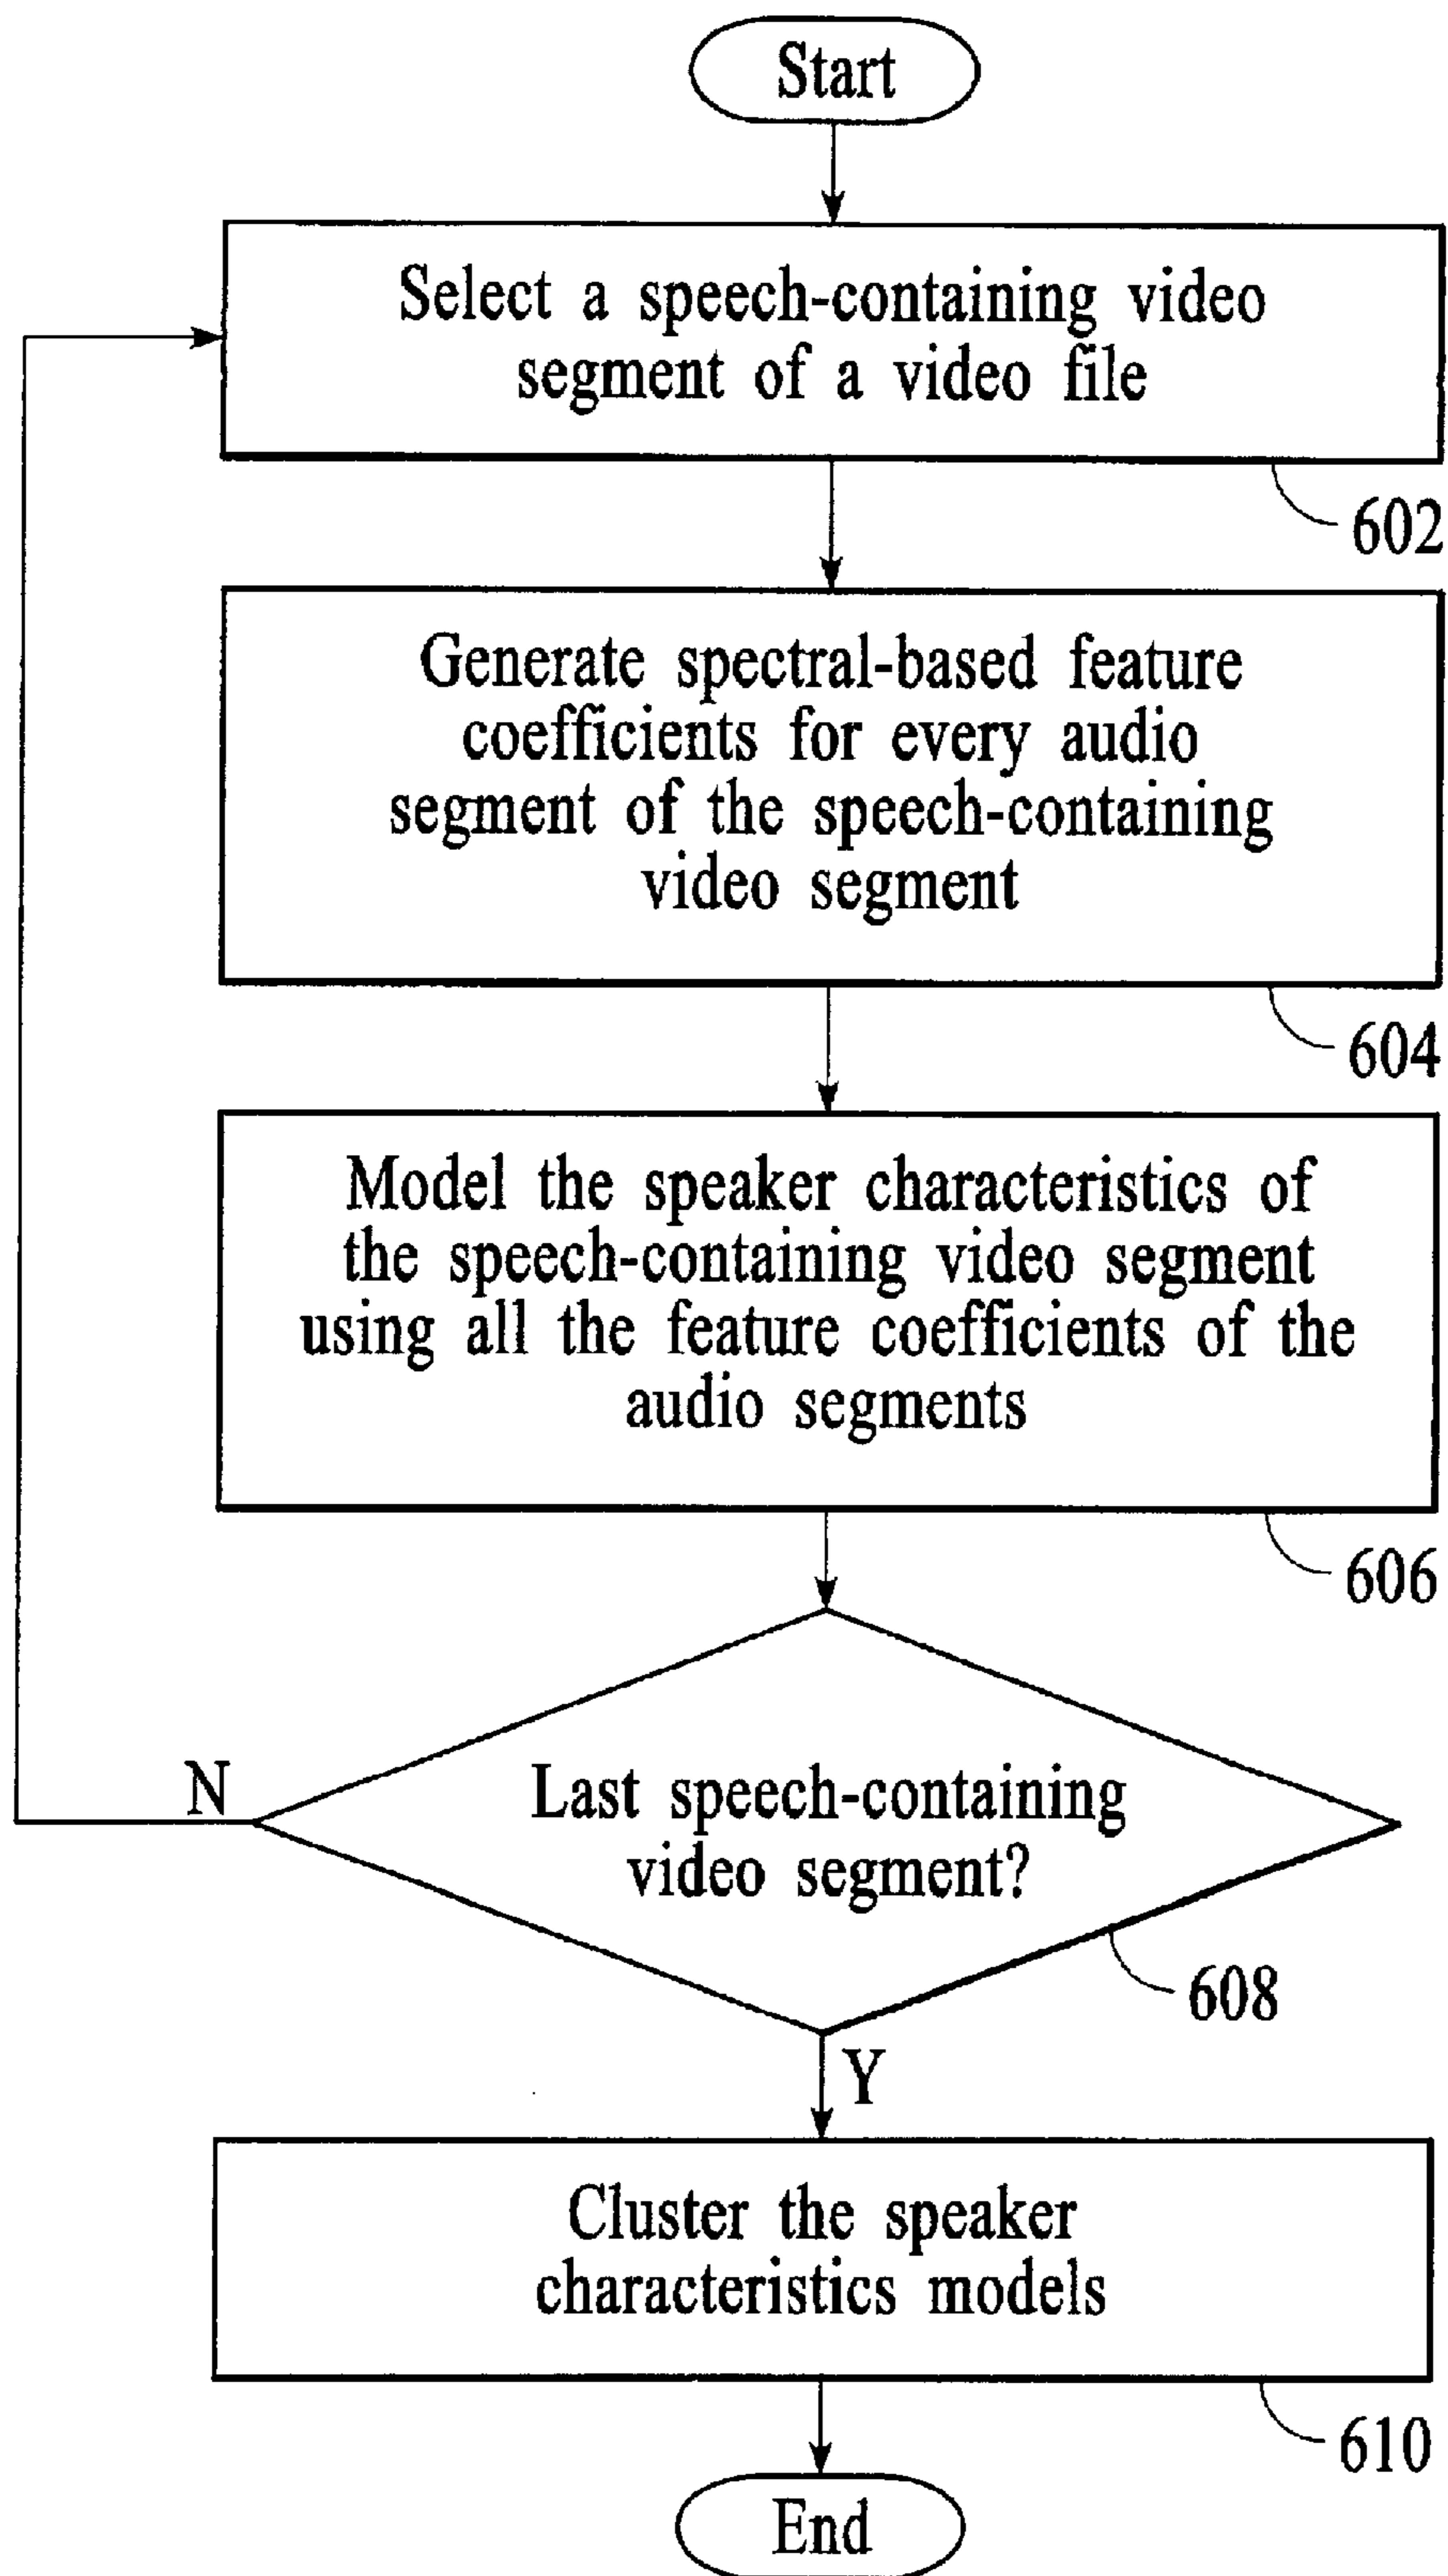 Start
Select a speech-containing video
segment of a video file
602
Generate spectral-based feature
coefficients for every audio
segment of the speech-containing
video segment
604
Model the speaker characteristics of
the speech-containing video segment
using all the feature coefficients of the
audio segments
606
N
Last speech-containing
video segment?
608
Y
Cluster the speaker
characteristics models
610
End